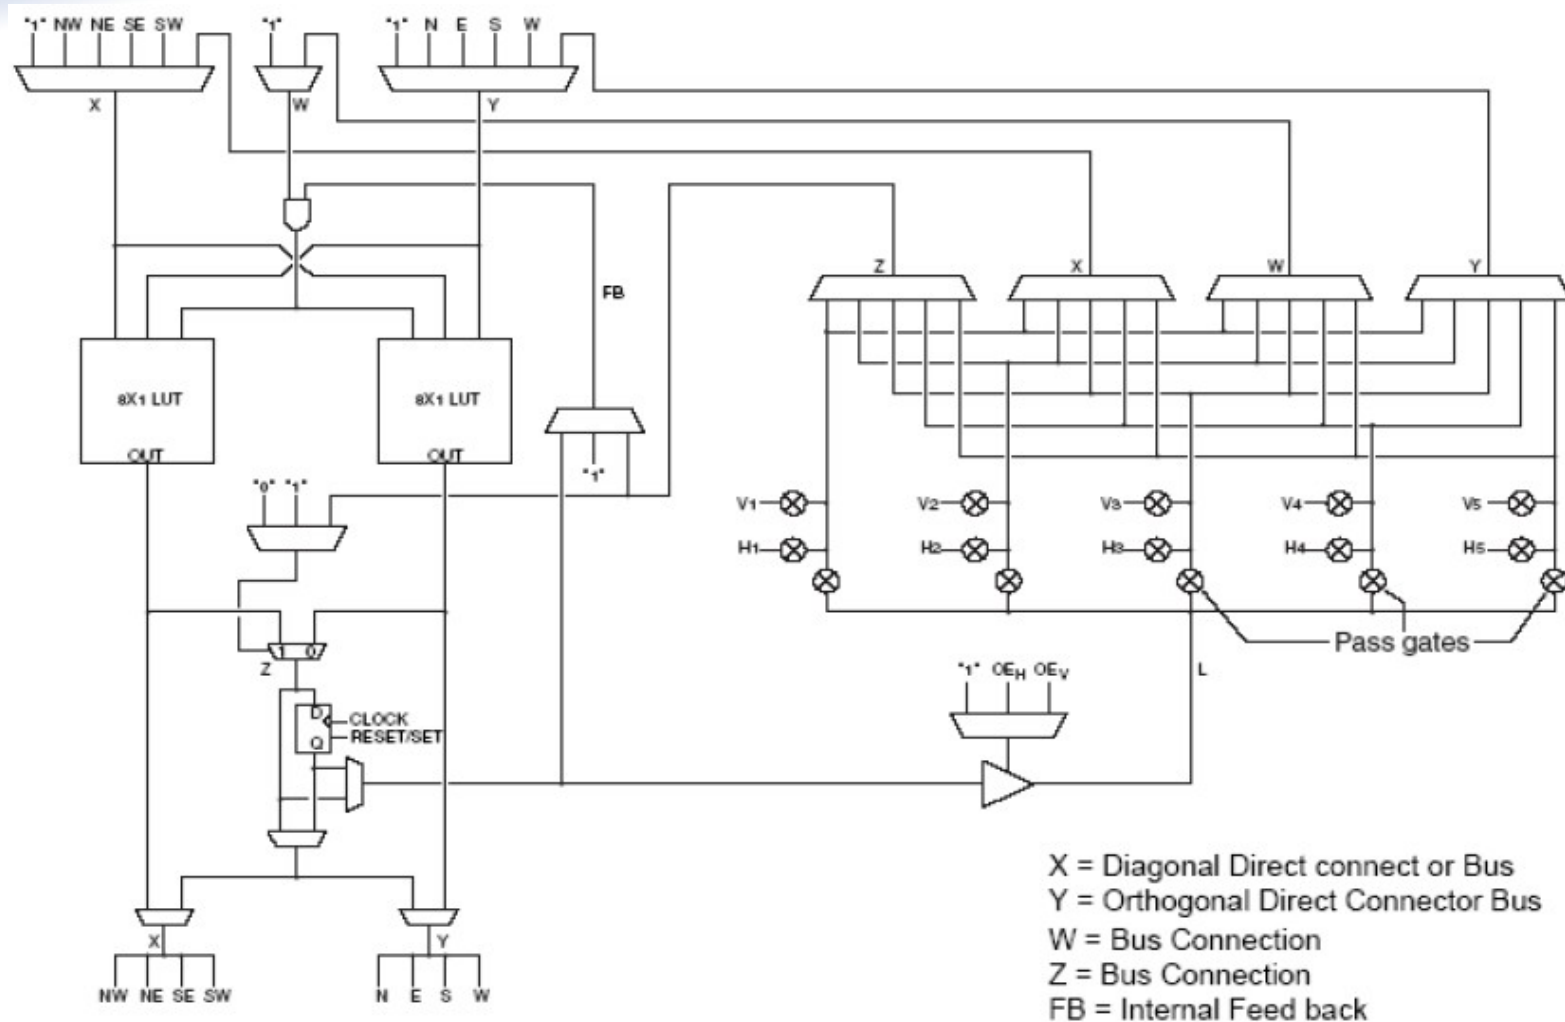 "1" NW NE SE SW "1" "1" N E S W
X W Y
Z X W Y
FB
8X1 LUT 8X1 LUT
OUT OUT
"1"
"0" "1"
V1 V2 V3 V4 V5
H1 H2 H3 H4 H5
1 0
Z
Pass gates
"1" OEH OEV L
D
CLOCK
RESET/SET
Q
X = Diagonal Direct connect or Bus
Y = Orthogonal Direct Connector Bus
X Y
W = Bus Connection
Z = Bus Connection
NW NE SE SW N E S W
FB = Internal Feed back